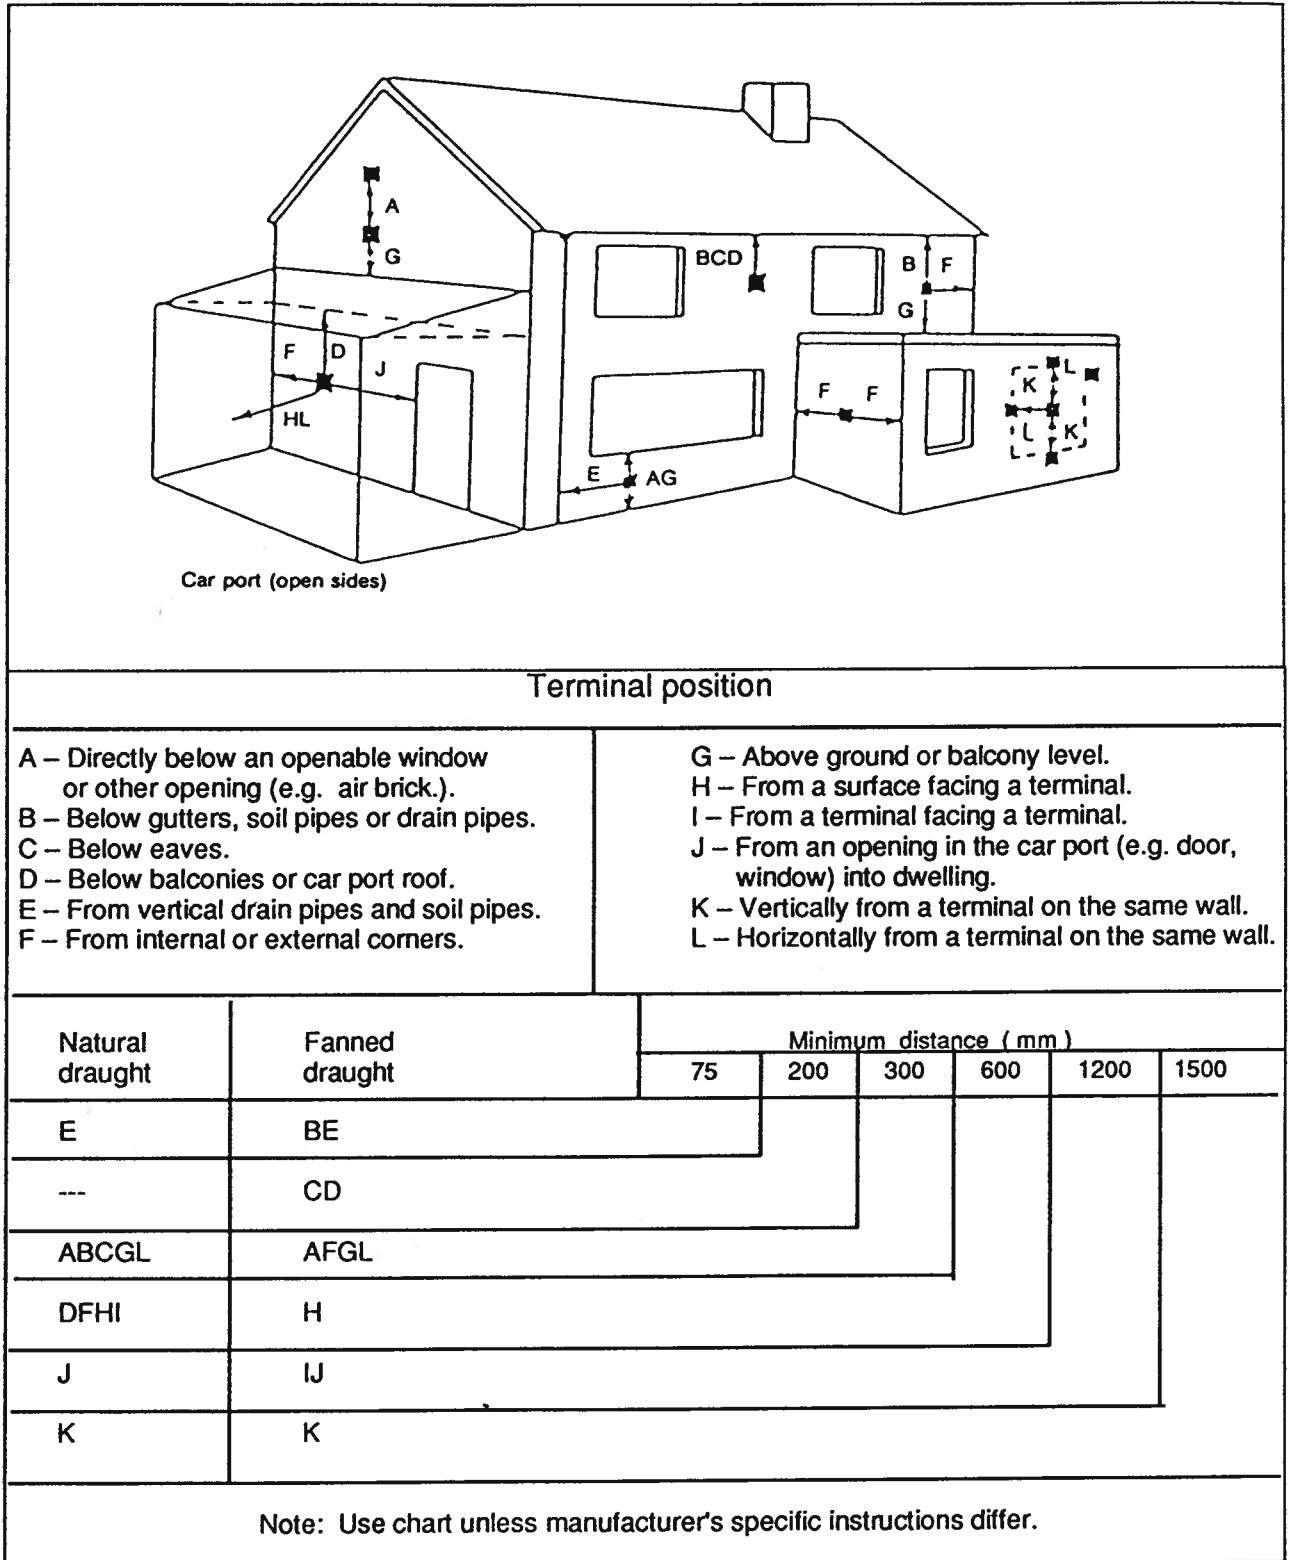 A
G
BCD
B F
G
F D
J
HL
F F
K L
L K
E AG
Car port (open sides)
Terminal position
A – Directly below an openable window
or other opening (e.g. air brick.).
B – Below gutters, soil pipes or drain pipes.
C – Below eaves.
D – Below balconies or car port roof.
E – From vertical drain pipes and soil pipes.
F – From internal or external corners.
G – Above ground or balcony level.
H – From a surface facing a terminal.
I – From a terminal facing a terminal.
J – From an opening in the car port (e.g. door,
window) into dwelling.
K – Vertically from a terminal on the same wall.
L – Horizontally from a terminal on the same wall.
Natural
draught
Fanned
draught
Minimum distance ( mm )
75 200 300 600 1200 1500
E BE
--- CD
ABCGL AFGL
DFHI H
J IJ
K K
Note: Use chart unless manufacturer's specific instructions differ.